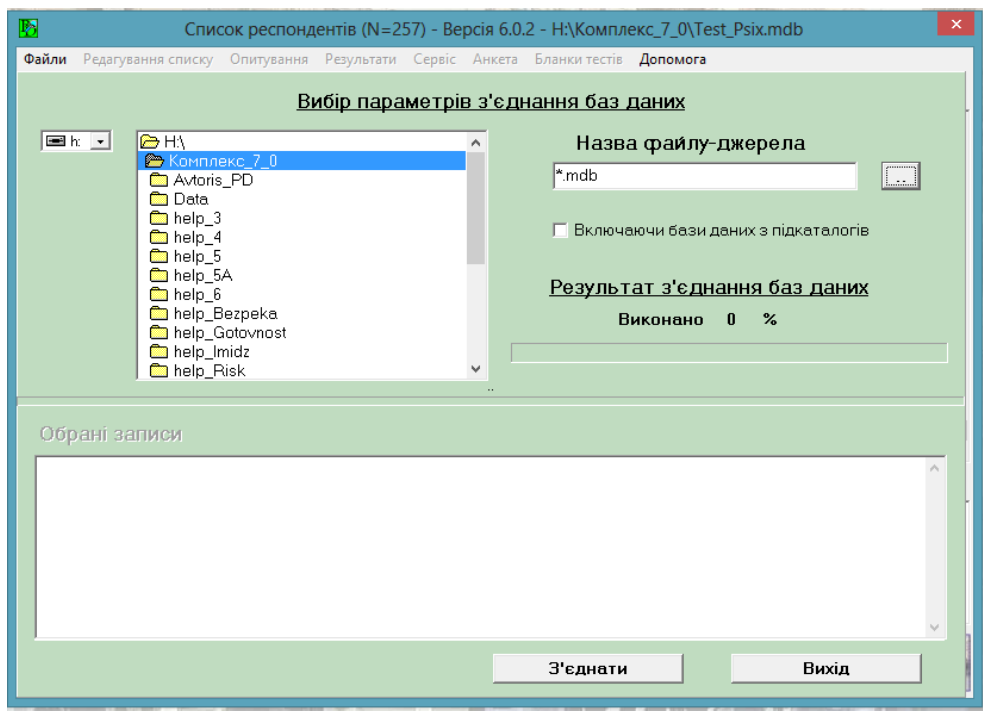 Список респондентів (N=257) - Версія 6.0.2 - H:\Комплекс_7_0\Test_Psix.mdb
Файли Редагування списку Опитування Результати Сервіс Анкета Бланки тестів Допомога
Вибір параметрів з'єднання баз даних
h:
H:\
Комплекс_7_0
Avtoris_PD
Data
help_3
help_4
help_5
help_5A
help_6
help_Bezpeka
help_Gotovnost
help_Imidz
help_Risk
Назва файлу-джерела
*.mdb
..
Включаючи бази даних з підкаталогів
Результат з'єднання баз даних
Виконано 0 %
..
Обрані записи
З'єднати Вихід